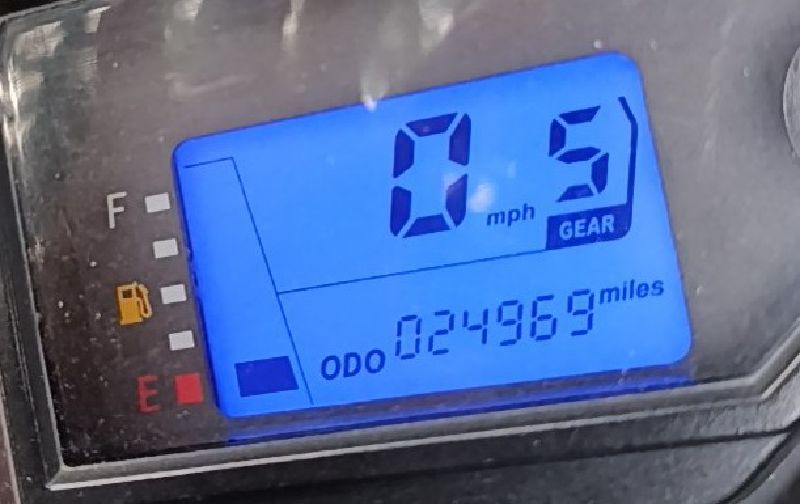 F
0 mph 5
GEAR
ODO 024969 miles
E